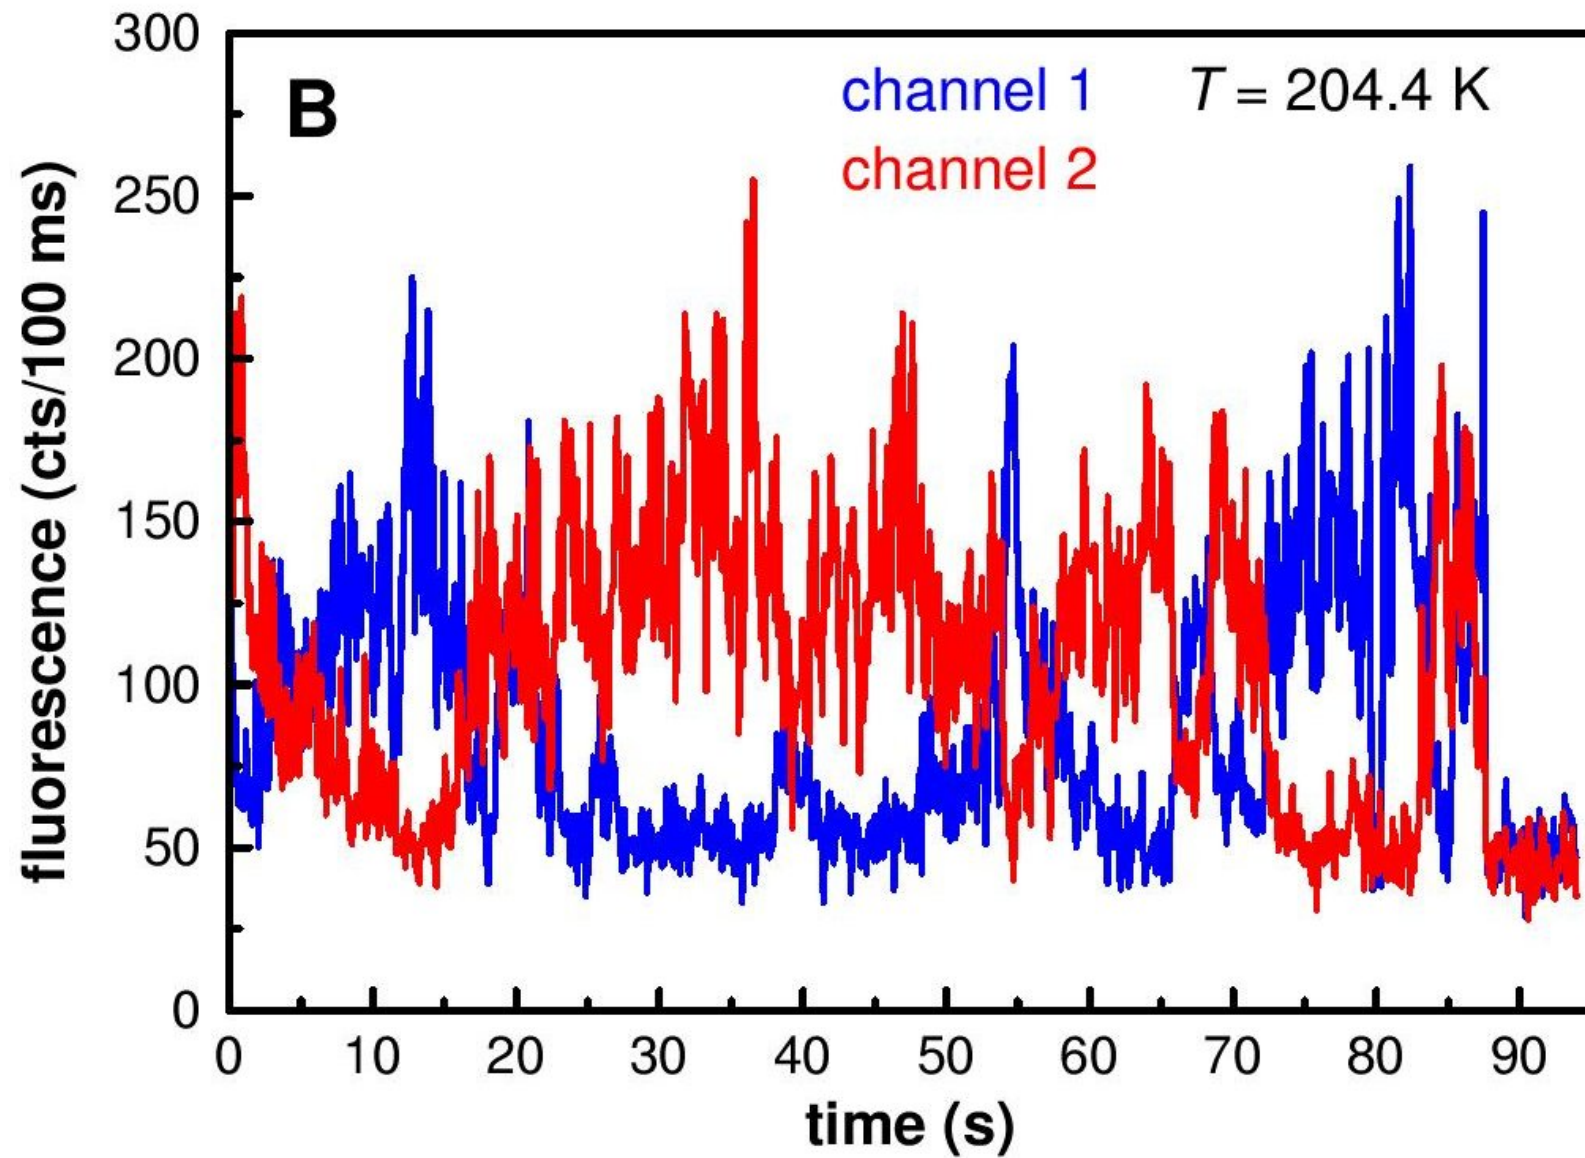 300
B
channel 1
T = 204.4 K
channel 2
250
200
150
100
50
0
fluorescence (cts/100 ms)
0 10 20 30 40 50 60 70 80 90
time (s)